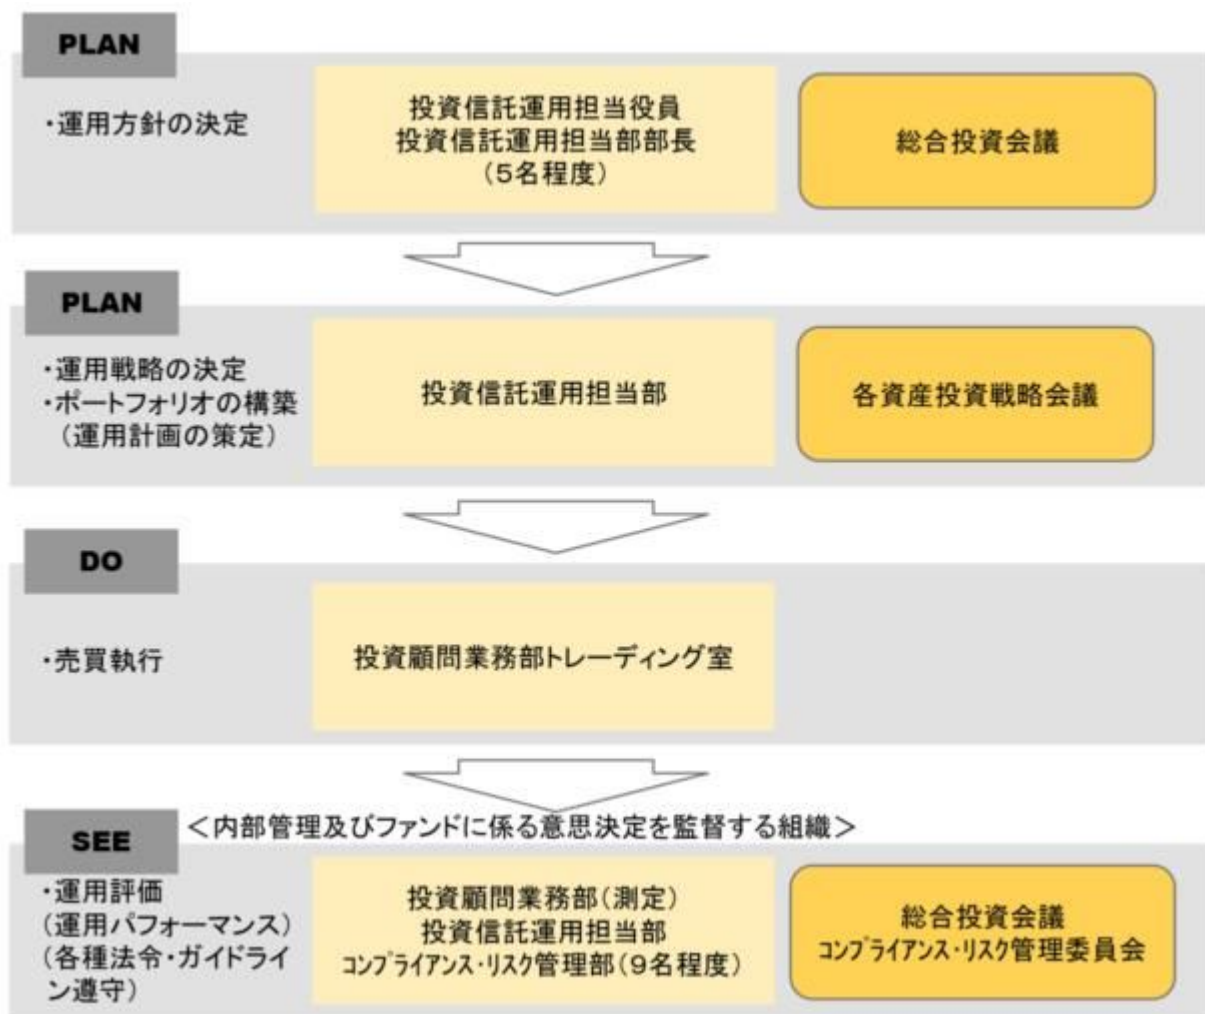 PLAN
・運用方針の決定
投資信託運用担当役員
投資信託運用担当部部長
(5名程度)
総合投資会議
PLAN
・運用戦略の決定
・ポートフォリオの構築
(運用計画の策定)
投資信託運用担当部
各資産投資戦略会議
DO
・売買執行
投資顧問業務部トレーディング室
SEE
＜内部管理及びファンドに係る意思決定を監督する組織＞
・運用評価
(運用パフォーマンス)
(各種法令・ガイドライ
ン遵守)
投資顧問業務部(測定)
投資信託運用担当部
ｺﾝﾌﾟﾗｲｱﾝｽ・ﾘｽｸ管理部(9名程度)
総合投資会議
ｺﾝﾌﾟﾗｲｱﾝｽ・ﾘｽｸ管理委員会